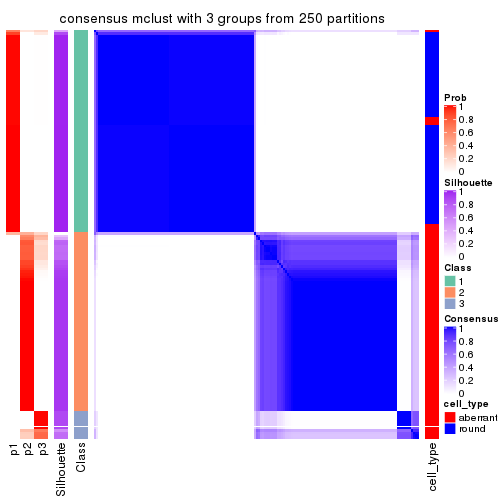 consensus mclust with 3 groups from 250 partitions
Prob
1
0.8
0.6
0.4
0.2
0
Silhouette
1
0.8
0.6
0.4
0.2
0
Class
1
2
3
Consensus
1
0.8
0.6
0.4
0.2
0
cell_type
aberrant
round
p1
p2
p3
Silhouette
Class
cell_type